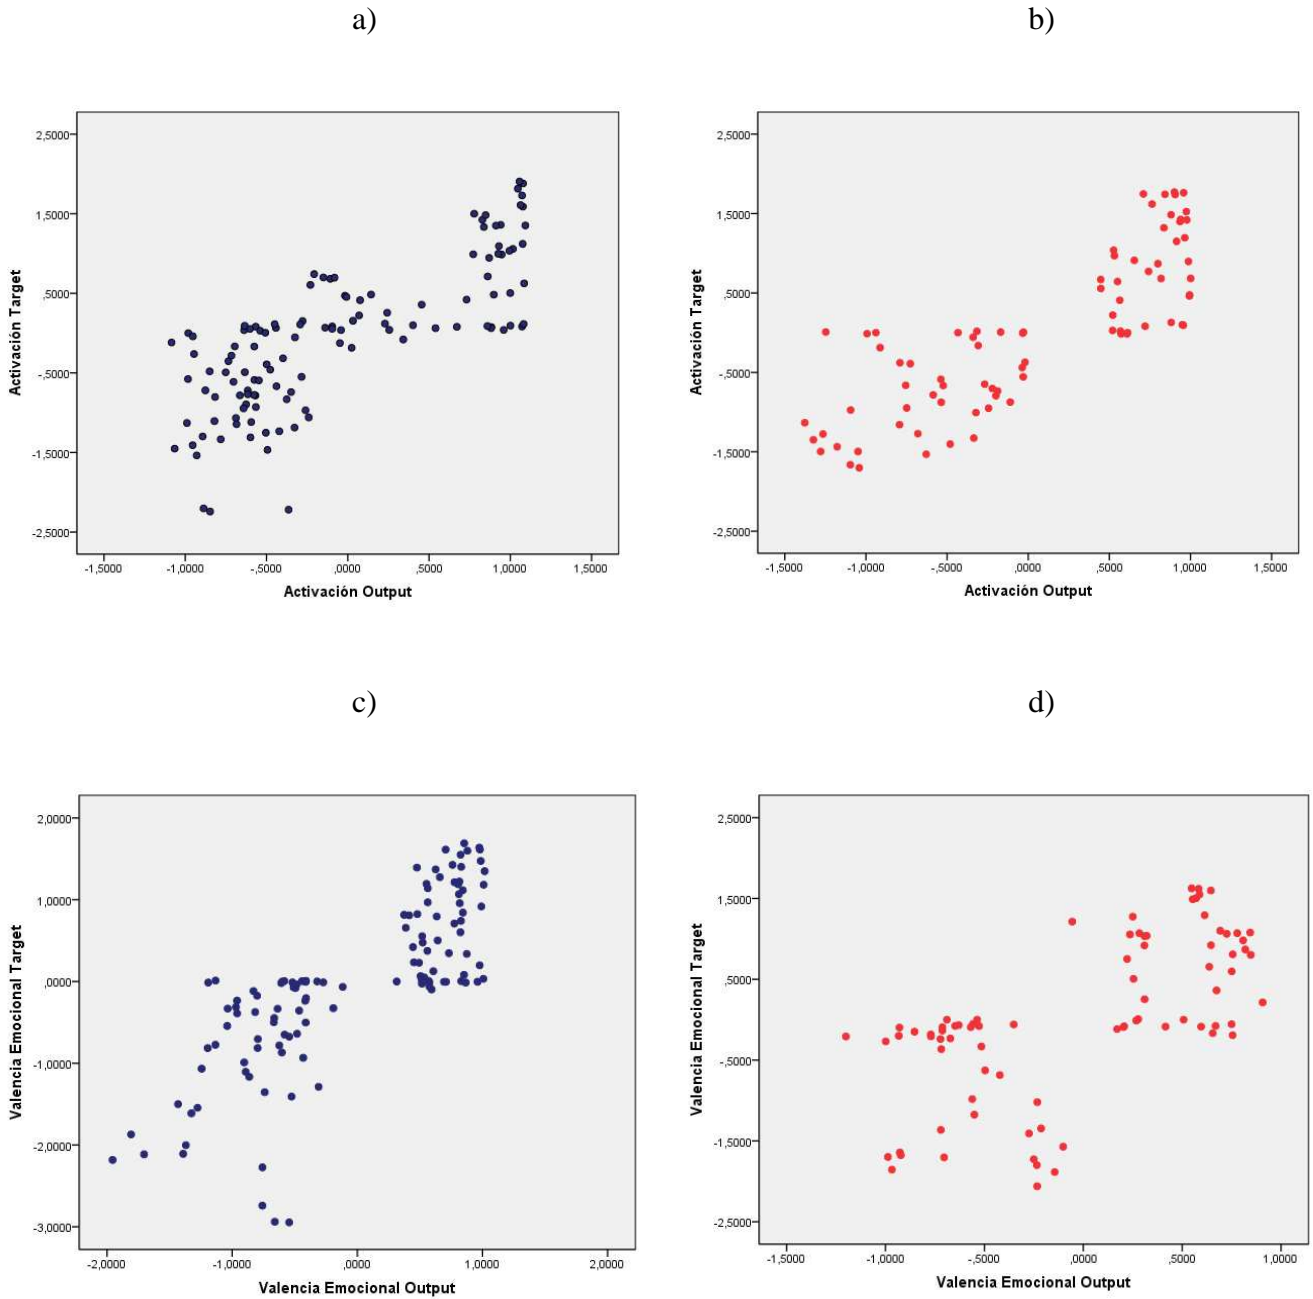 a)
b)
2,5000
1,5000
,5000
-,5000
-1,5000
-2,5000
Activación Target
-1,5000 -1,0000 -,5000 ,0000 ,5000 1,0000 1,5000
Activación Output
2,5000
1,5000
,5000
-,5000
-1,5000
-2,5000
Activación Target
-1,5000 -1,0000 -,5000 ,0000 ,5000 1,0000 1,5000
Activación Output
c)
d)
2,0000
1,0000
,0000
-1,0000
-2,0000
-3,0000
Valencia Emocional Target
-2,0000 -1,0000 ,0000 1,0000 2,0000
Valencia Emocional Output
2,5000
1,5000
,5000
-,5000
-1,5000
-2,5000
Valencia Emocional Target
-1,5000 -1,0000 -,5000 ,0000 ,5000 1,0000
Valencia Emocional Output